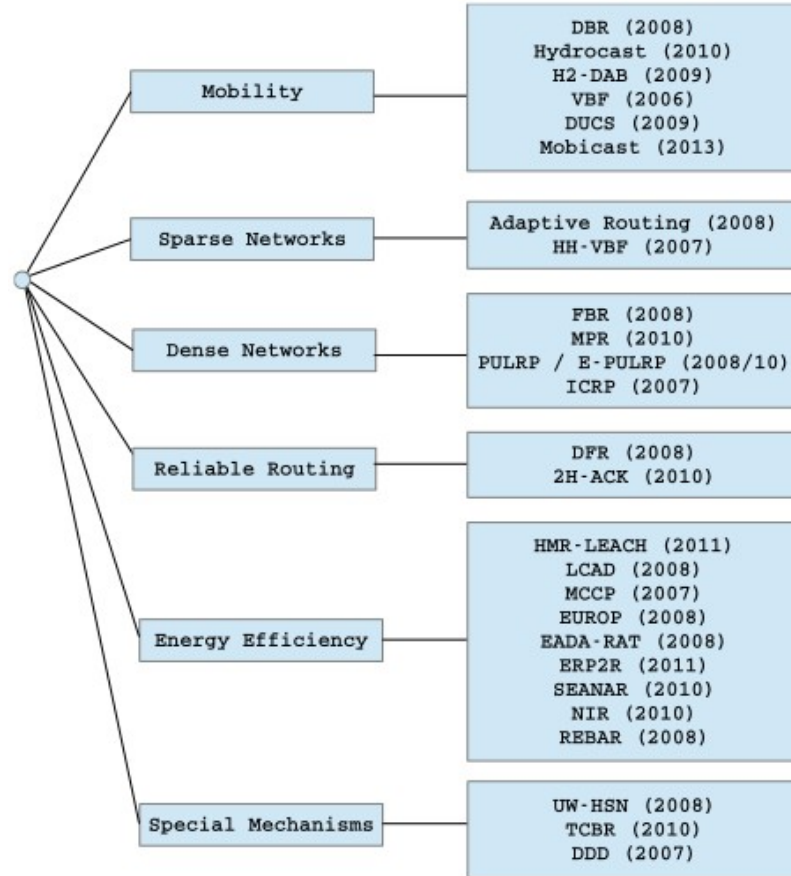 Mobility
DBR (2008)
Hydrocast (2010)
H2-DAB (2009)
VBF (2006)
DUCS (2009)
Mobicast (2013)
Sparse Networks
Adaptive Routing (2008)
HH-VBF (2007)
Dense Networks
FBR (2008)
MPR (2010)
PULRP / E-PULRP (2008/10)
ICRP (2007)
Reliable Routing
DFR (2008)
2H-ACK (2010)
Energy Efficiency
HMR-LEACH (2011)
LCAD (2008)
MCCP (2007)
EUROP (2008)
EADA-RAT (2008)
ERP2R (2011)
SEANAR (2010)
NIR (2010)
REBAR (2008)
Special Mechanisms
UW-HSN (2008)
TCBR (2010)
DDD (2007)